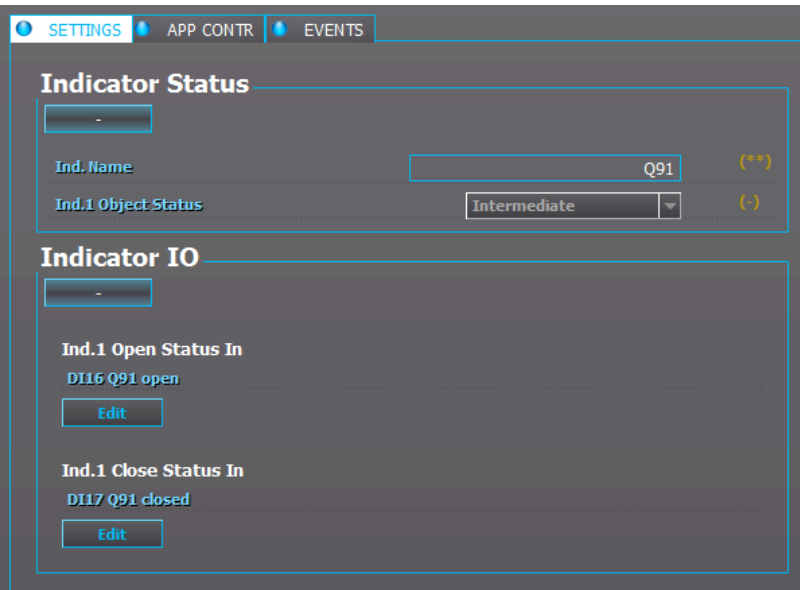 SETTINGS APP CONTR EVENTS
Indicator Status
-
Ind. Name Q91 (**)
Ind.1 Object Status Intermediate (-)
Indicator IO
-
Ind.1 Open Status In
DI16 Q91 open
Edit
Ind.1 Close Status In
DI17 Q91 closed
Edit